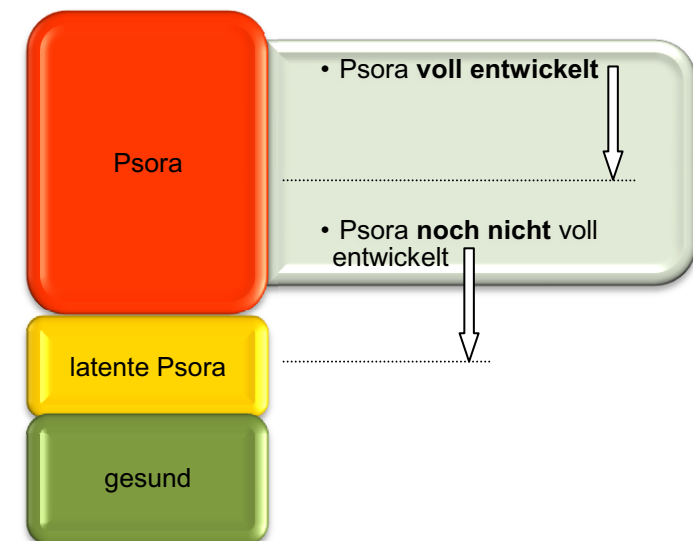 • Psora voll entwickelt
Psora
• Psora noch nicht voll
entwickelt
latente Psora
gesund